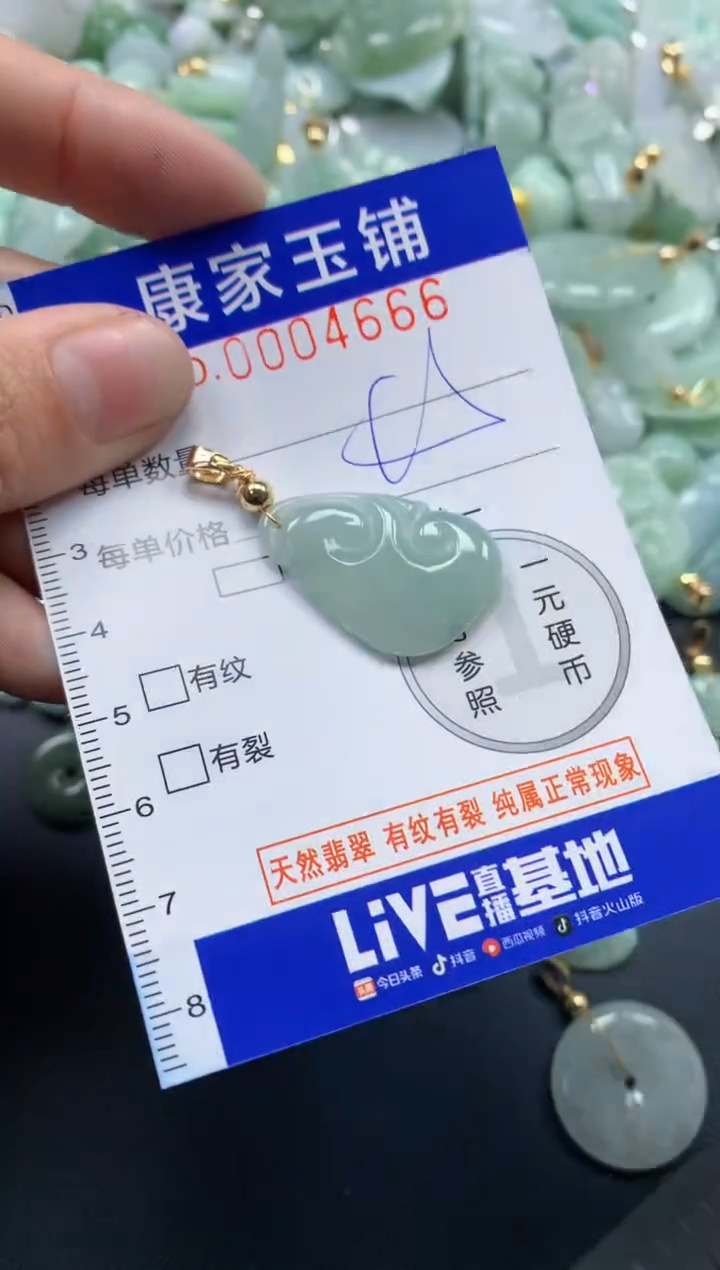 康家玉铺
.0004666
每单数量
每单价格
3
4
5
6
7
8
有纹
有裂
1
一元硬币
参照
天然翡翠 有纹有裂 纯属正常现象
LiVE直播基地
头条 今日头条 抖音 西瓜视频 抖音火山版